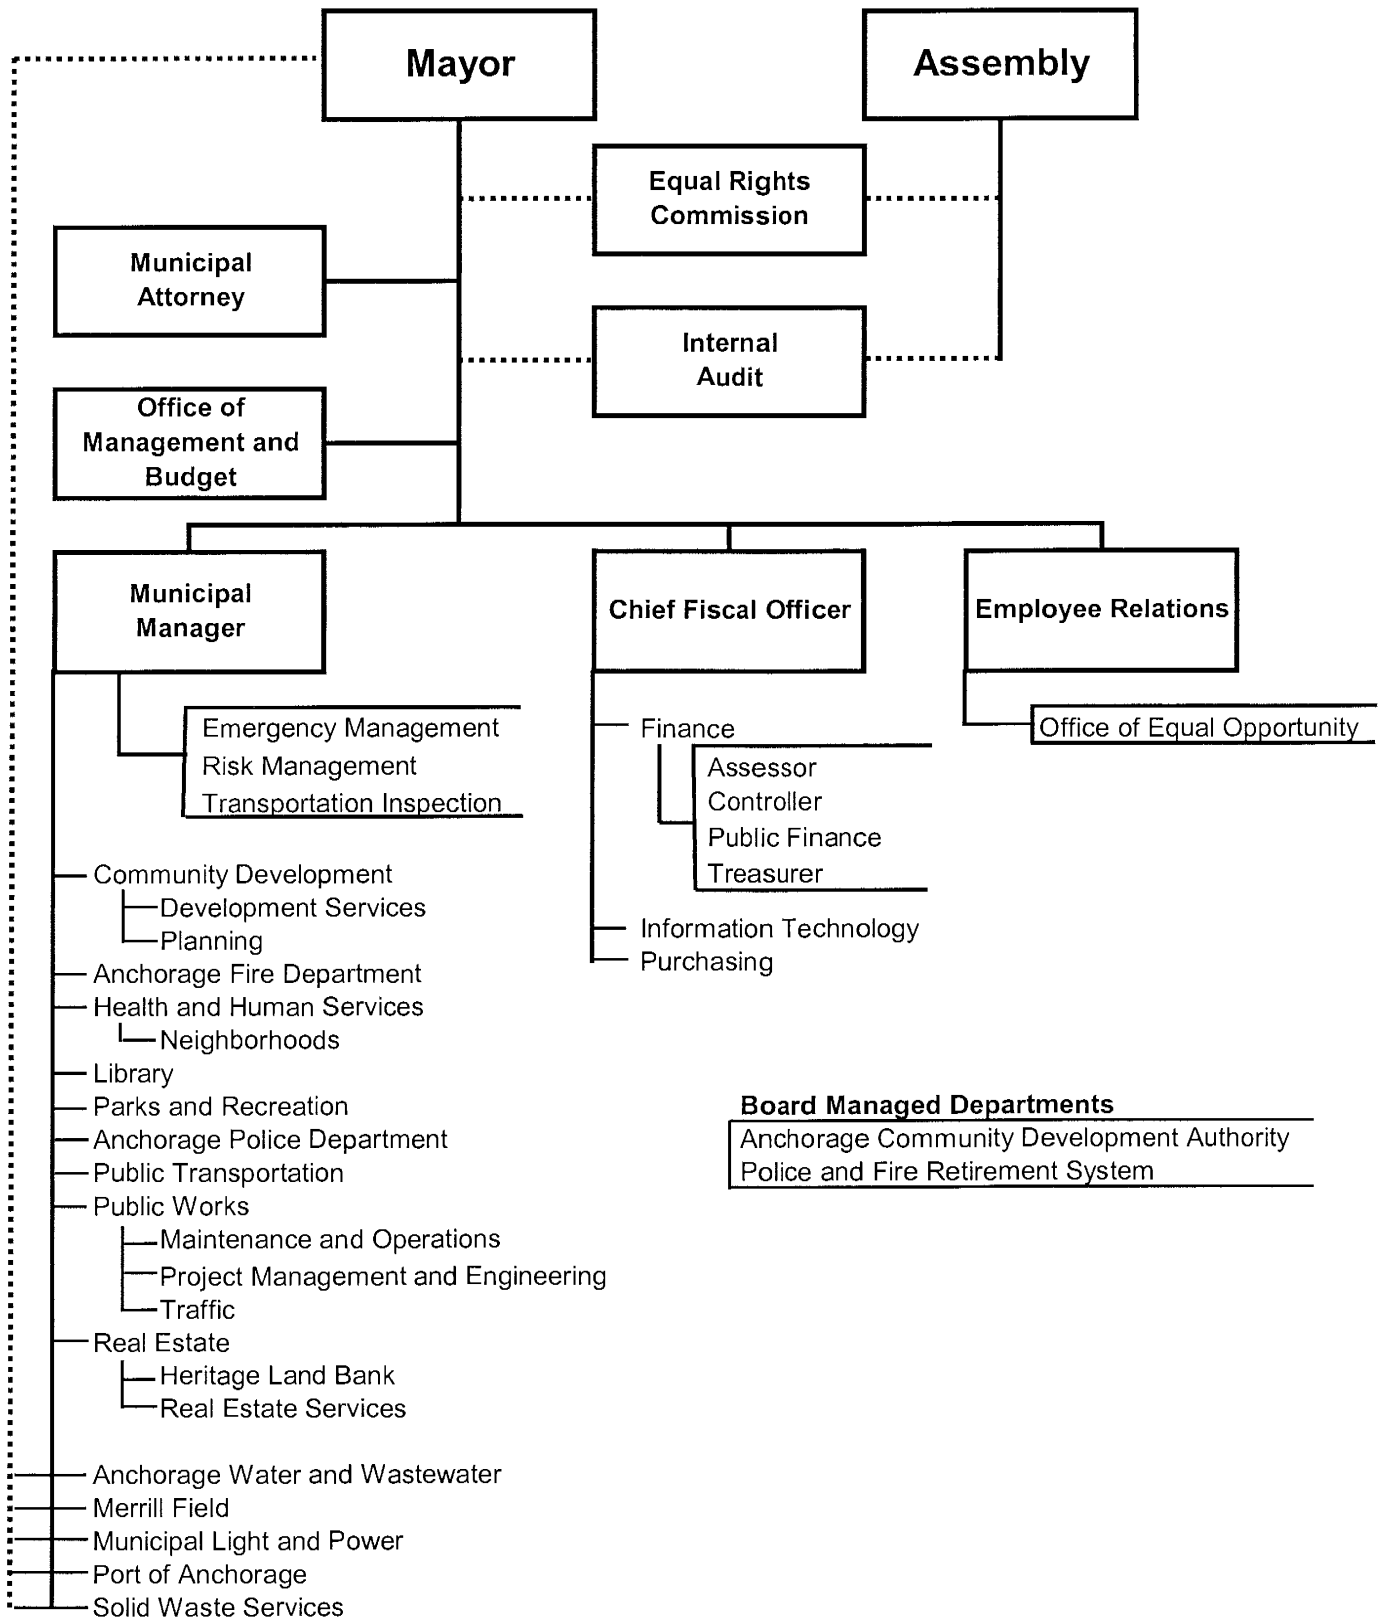 Mayor
Assembly
Equal Rights
Commission
Municipal
Attorney
Internal
Audit
Office of
Management and
Budget
Municipal
Manager
Chief Fiscal Officer
Employee Relations
Emergency Management
Risk Management
Transportation Inspection
Finance
Assessor
Controller
Public Finance
Treasurer
Information Technology
Purchasing
Office of Equal Opportunity
Community Development
Development Services
Planning
Anchorage Fire Department
Health and Human Services
Neighborhoods
Library
Parks and Recreation
Anchorage Police Department
Public Transportation
Public Works
Maintenance and Operations
Project Management and Engineering
Traffic
Real Estate
Heritage Land Bank
Real Estate Services
Anchorage Water and Wastewater
Merrill Field
Municipal Light and Power
Port of Anchorage
Solid Waste Services
Board Managed Departments
Anchorage Community Development Authority
Police and Fire Retirement System